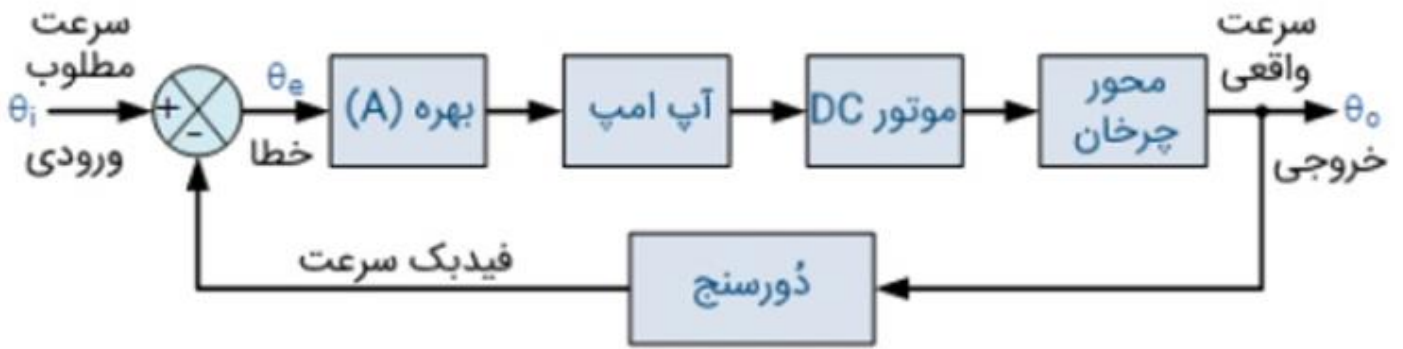 سرعت
مطلوب
θi
ورودی
+
-
θe
خطا
بهره (A)
آپ امپ
موتور DC
محور
چرخان
سرعت
واقعی
θo
خروجی
فیدبک سرعت
دُورسنج